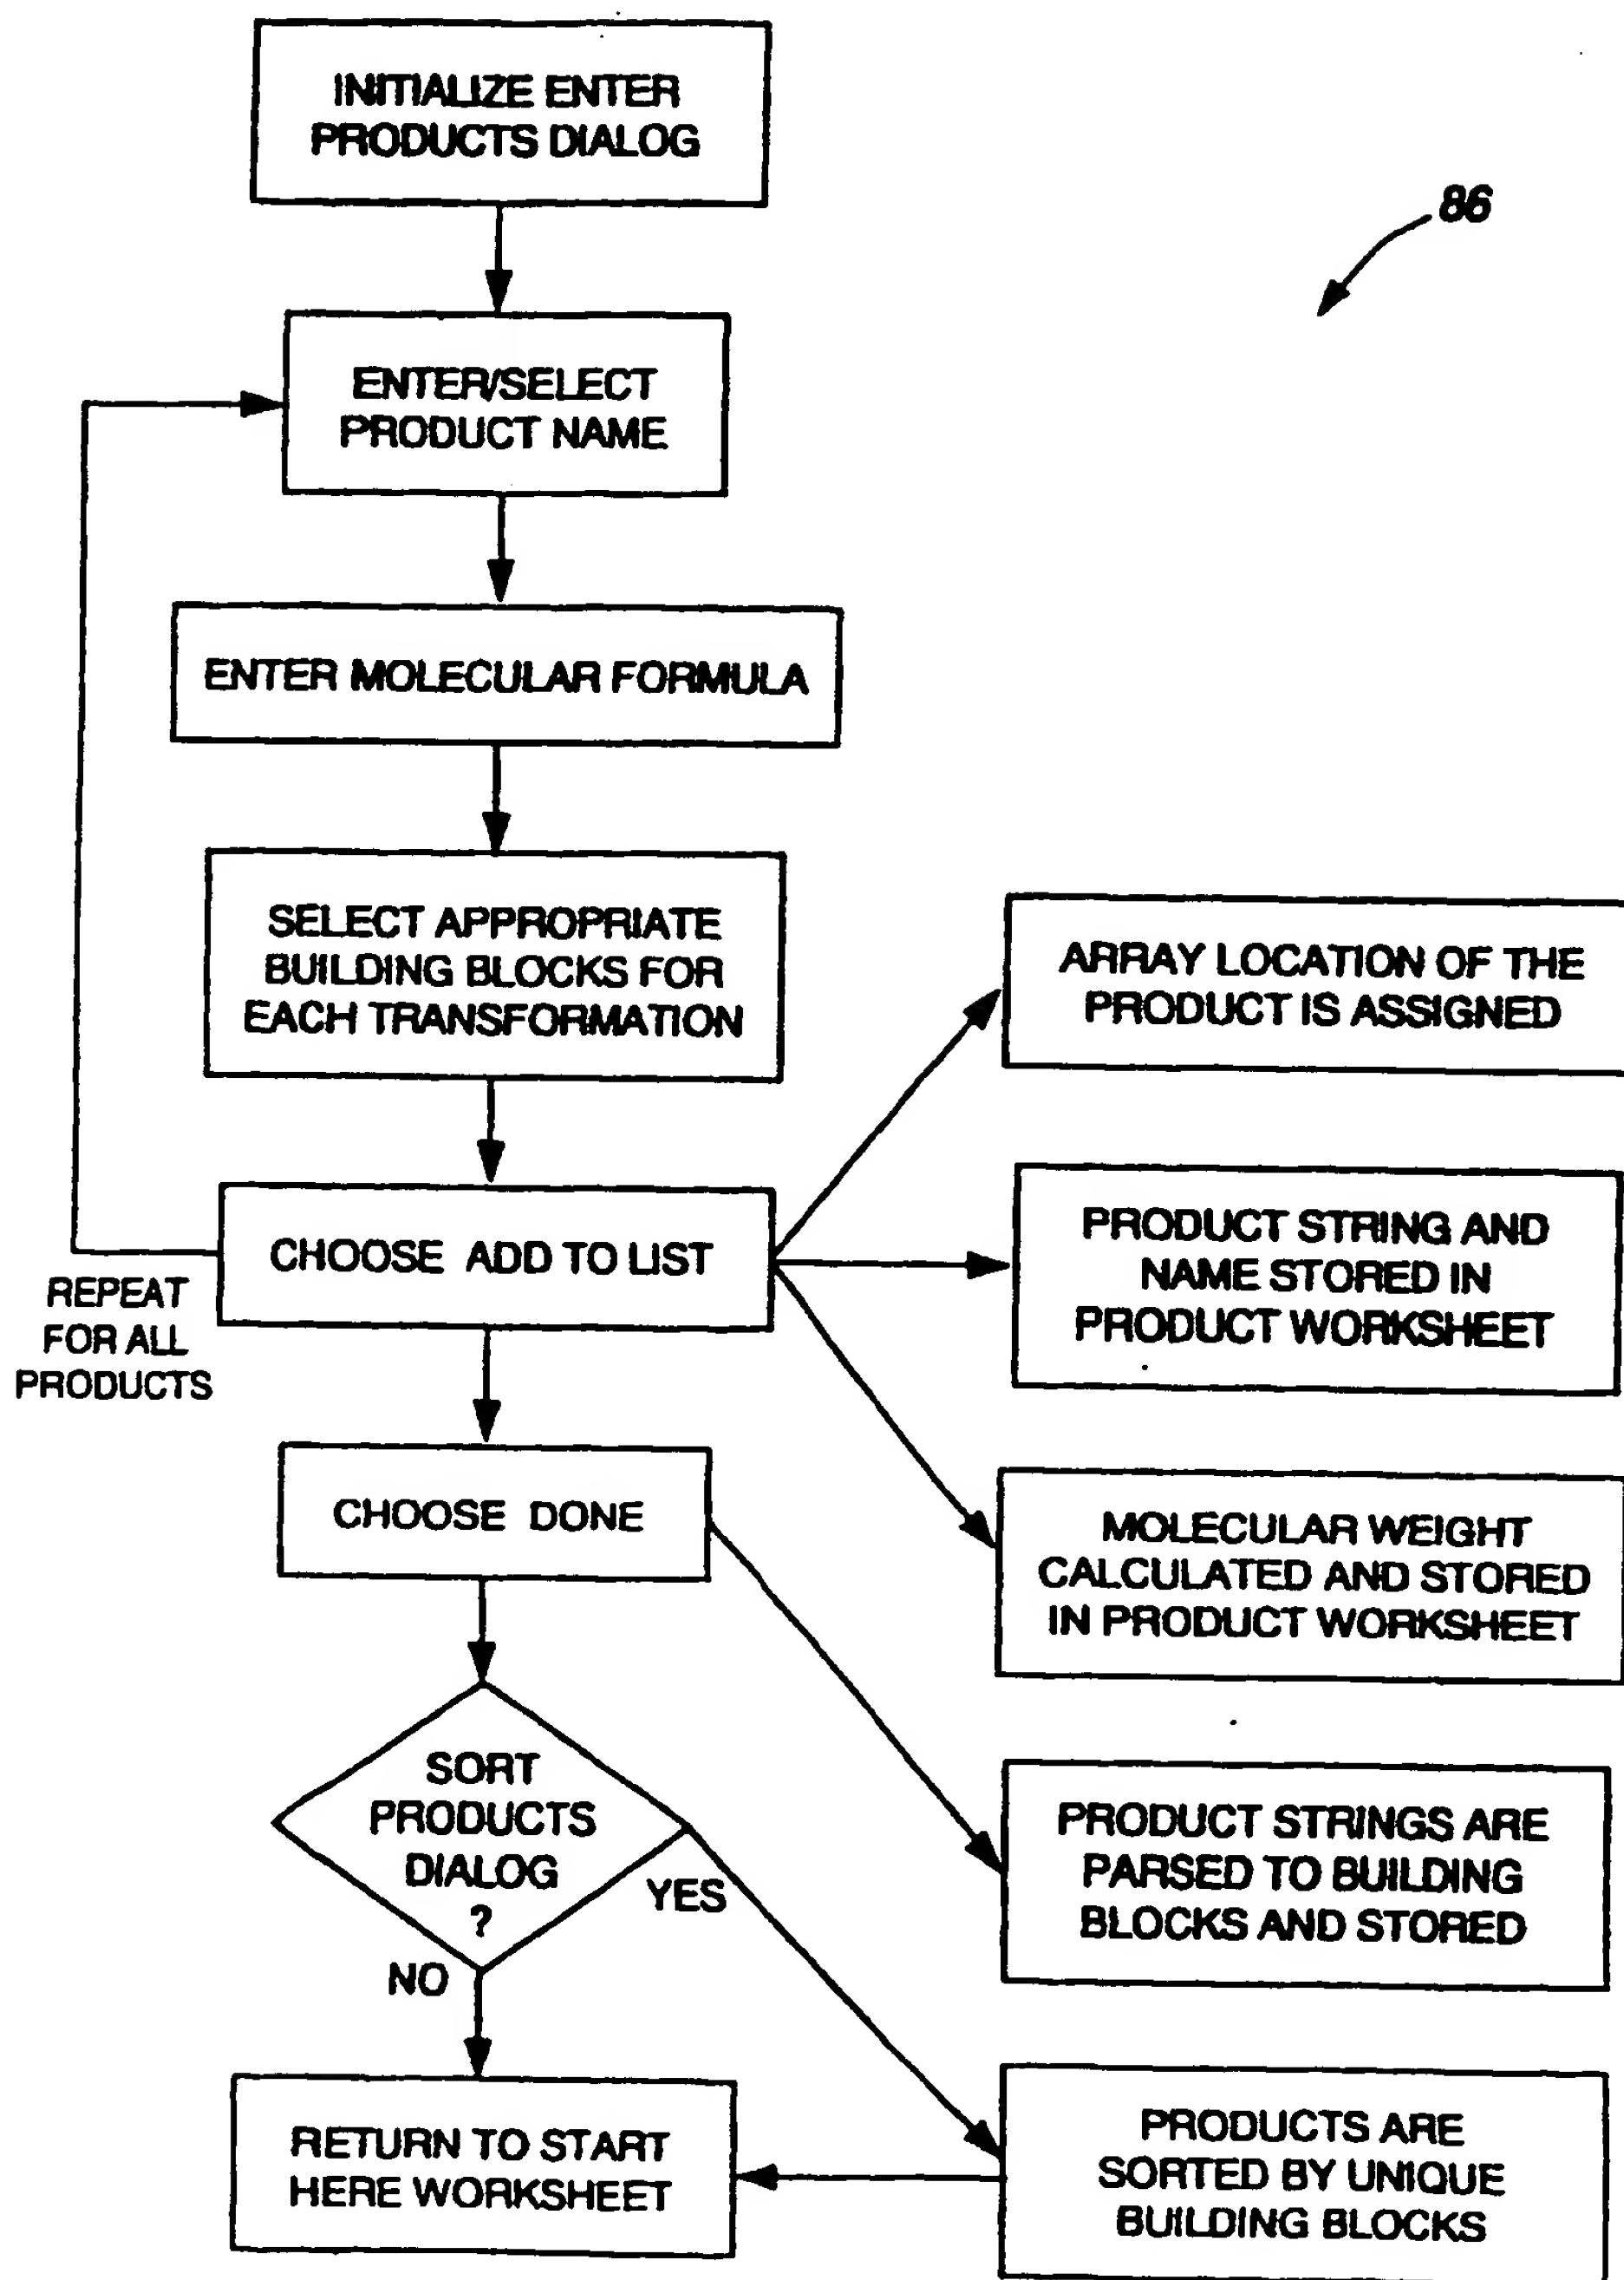 INITIALIZE ENTER
PRODUCTS DIALOG
86
ENTER/SELECT
PRODUCT NAME
ENTER MOLECULAR FORMULA
SELECT APPROPRIATE
BUILDING BLOCKS FOR
EACH TRANSFORMATION
ARRAY LOCATION OF THE
PRODUCT IS ASSIGNED
CHOOSE ADD TO LIST
REPEAT
FOR ALL
PRODUCTS
PRODUCT STRING AND
NAME STORED IN
PRODUCT WORKSHEET
CHOOSE DONE
MOLECULAR WEIGHT
CALCULATED AND STORED
IN PRODUCT WORKSHEET
SORT
PRODUCTS
DIALOG
?
YES
NO
PRODUCT STRINGS ARE
PARSED TO BUILDING
BLOCKS AND STORED
RETURN TO START
HERE WORKSHEET
PRODUCTS ARE
SORTED BY UNIQUE
BUILDING BLOCKS